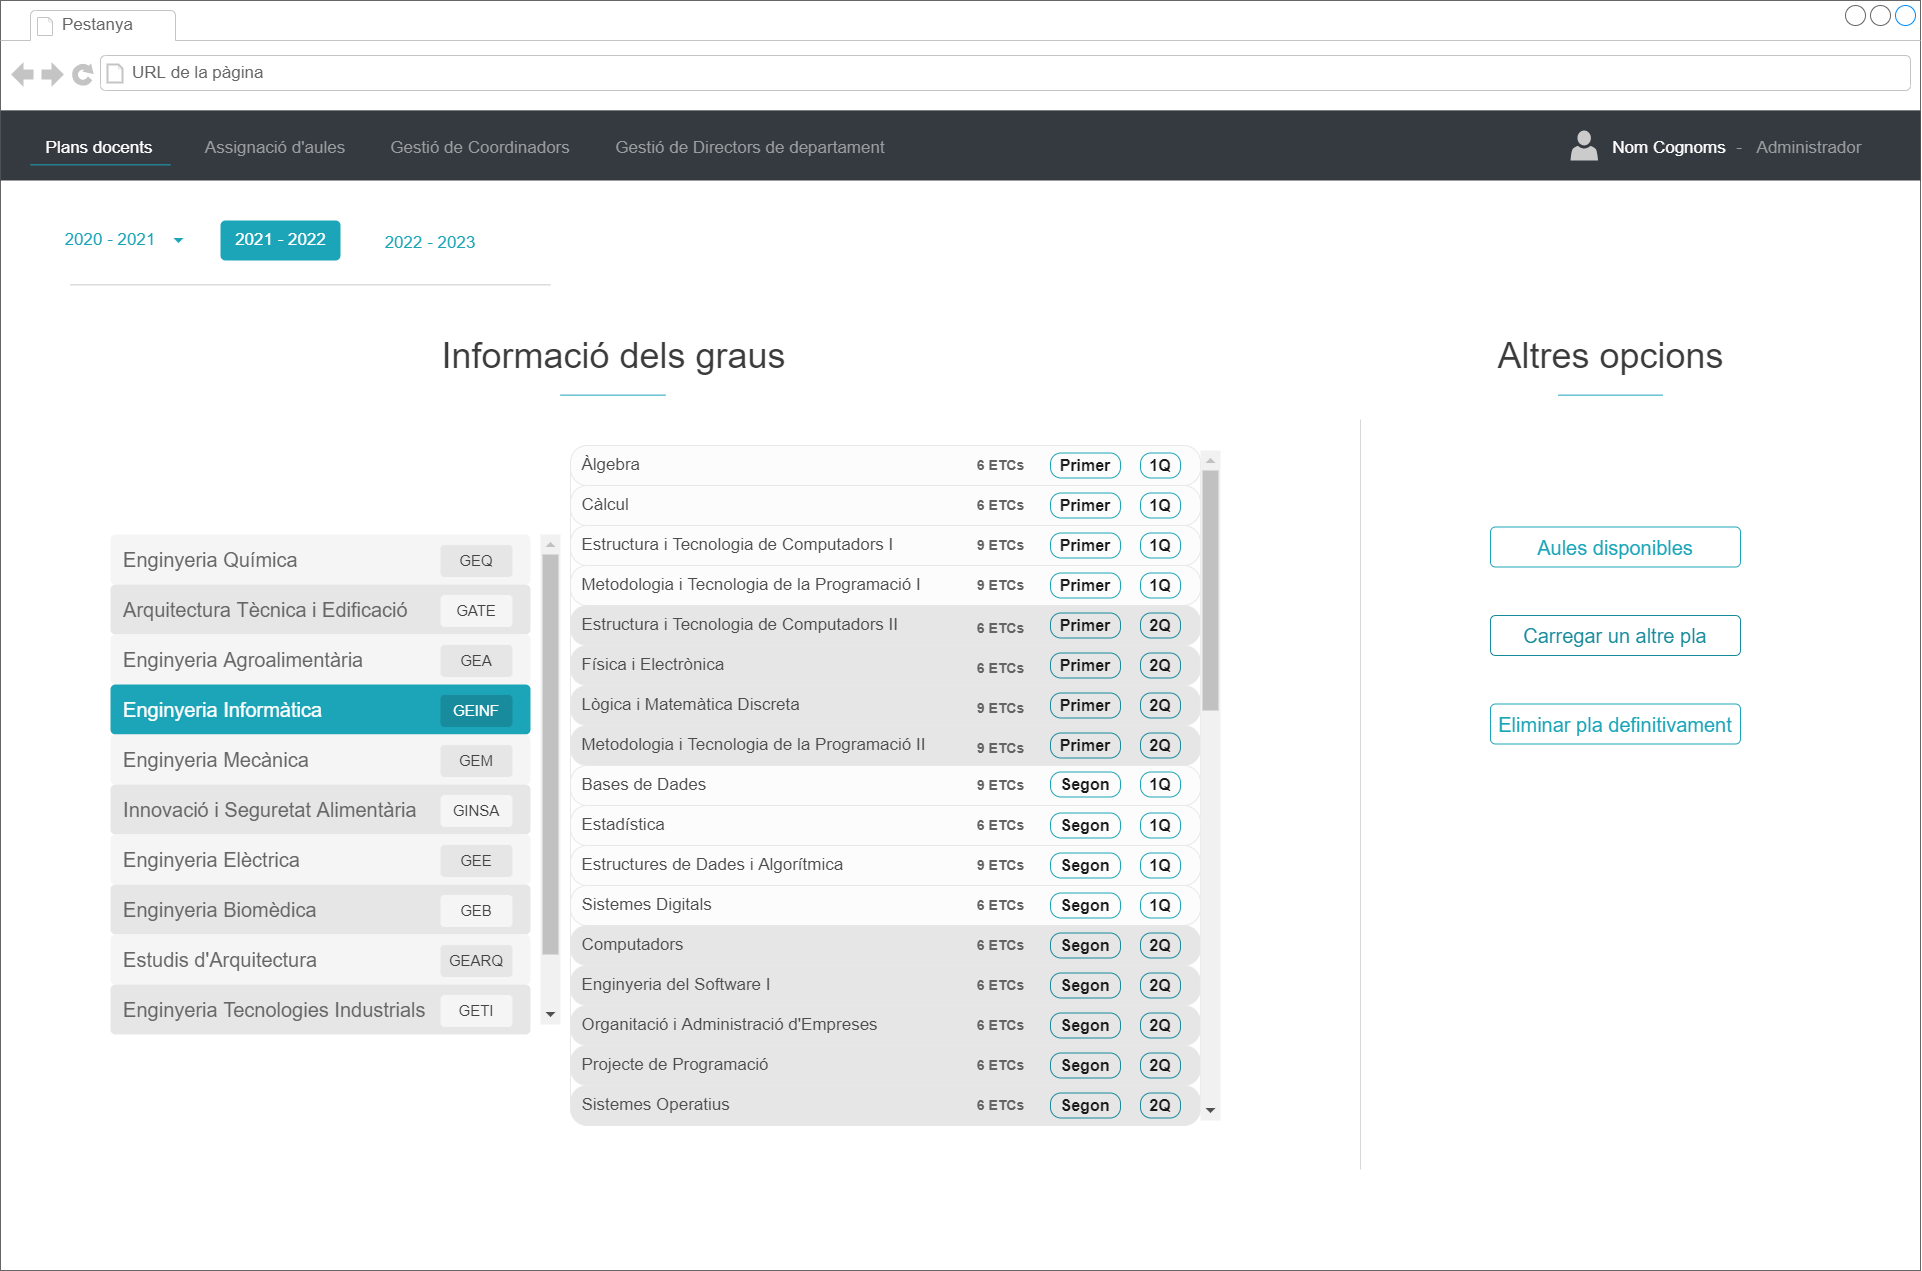 Pestanya
URL de la pàgina
Plans docents Assignació d'aules Gestió de Coordinadors Gestió de Directors de departament Nom Cognoms - Administrador
2020 - 2021 2021 - 2022 2022 - 2023
Informació dels graus
Altres opcions
Enginyeria Química GEQ
Arquitectura Tècnica i Edificació GATE
Enginyeria Agroalimentària GEA
Enginyeria Informàtica GEINF
Enginyeria Mecànica GEM
Innovació i Seguretat Alimentària GINSA
Enginyeria Elèctrica GEE
Enginyeria Biomèdica GEB
Estudis d'Arquitectura GEARQ
Enginyeria Tecnologies Industrials GETI
Àlgebra 6 ETCs Primer 1Q
Càlcul 6 ETCs Primer 1Q
Estructura i Tecnologia de Computadors I 9 ETCs Primer 1Q
Metodologia i Tecnologia de la Programació I 9 ETCs Primer 1Q
Estructura i Tecnologia de Computadors II 6 ETCs Primer 2Q
Física i Electrònica 6 ETCs Primer 2Q
Lògica i Matemàtica Discreta 9 ETCs Primer 2Q
Metodologia i Tecnologia de la Programació II 9 ETCs Primer 2Q
Bases de Dades 9 ETCs Segon 1Q
Estadística 6 ETCs Segon 1Q
Estructures de Dades i Algorítmica 9 ETCs Segon 1Q
Sistemes Digitals 6 ETCs Segon 1Q
Computadors 6 ETCs Segon 2Q
Enginyeria del Software I 6 ETCs Segon 2Q
Organitació i Administració d'Empreses 6 ETCs Segon 2Q
Projecte de Programació 6 ETCs Segon 2Q
Sistemes Operatius 6 ETCs Segon 2Q
Aules disponibles
Carregar un altre pla
Eliminar pla definitivament